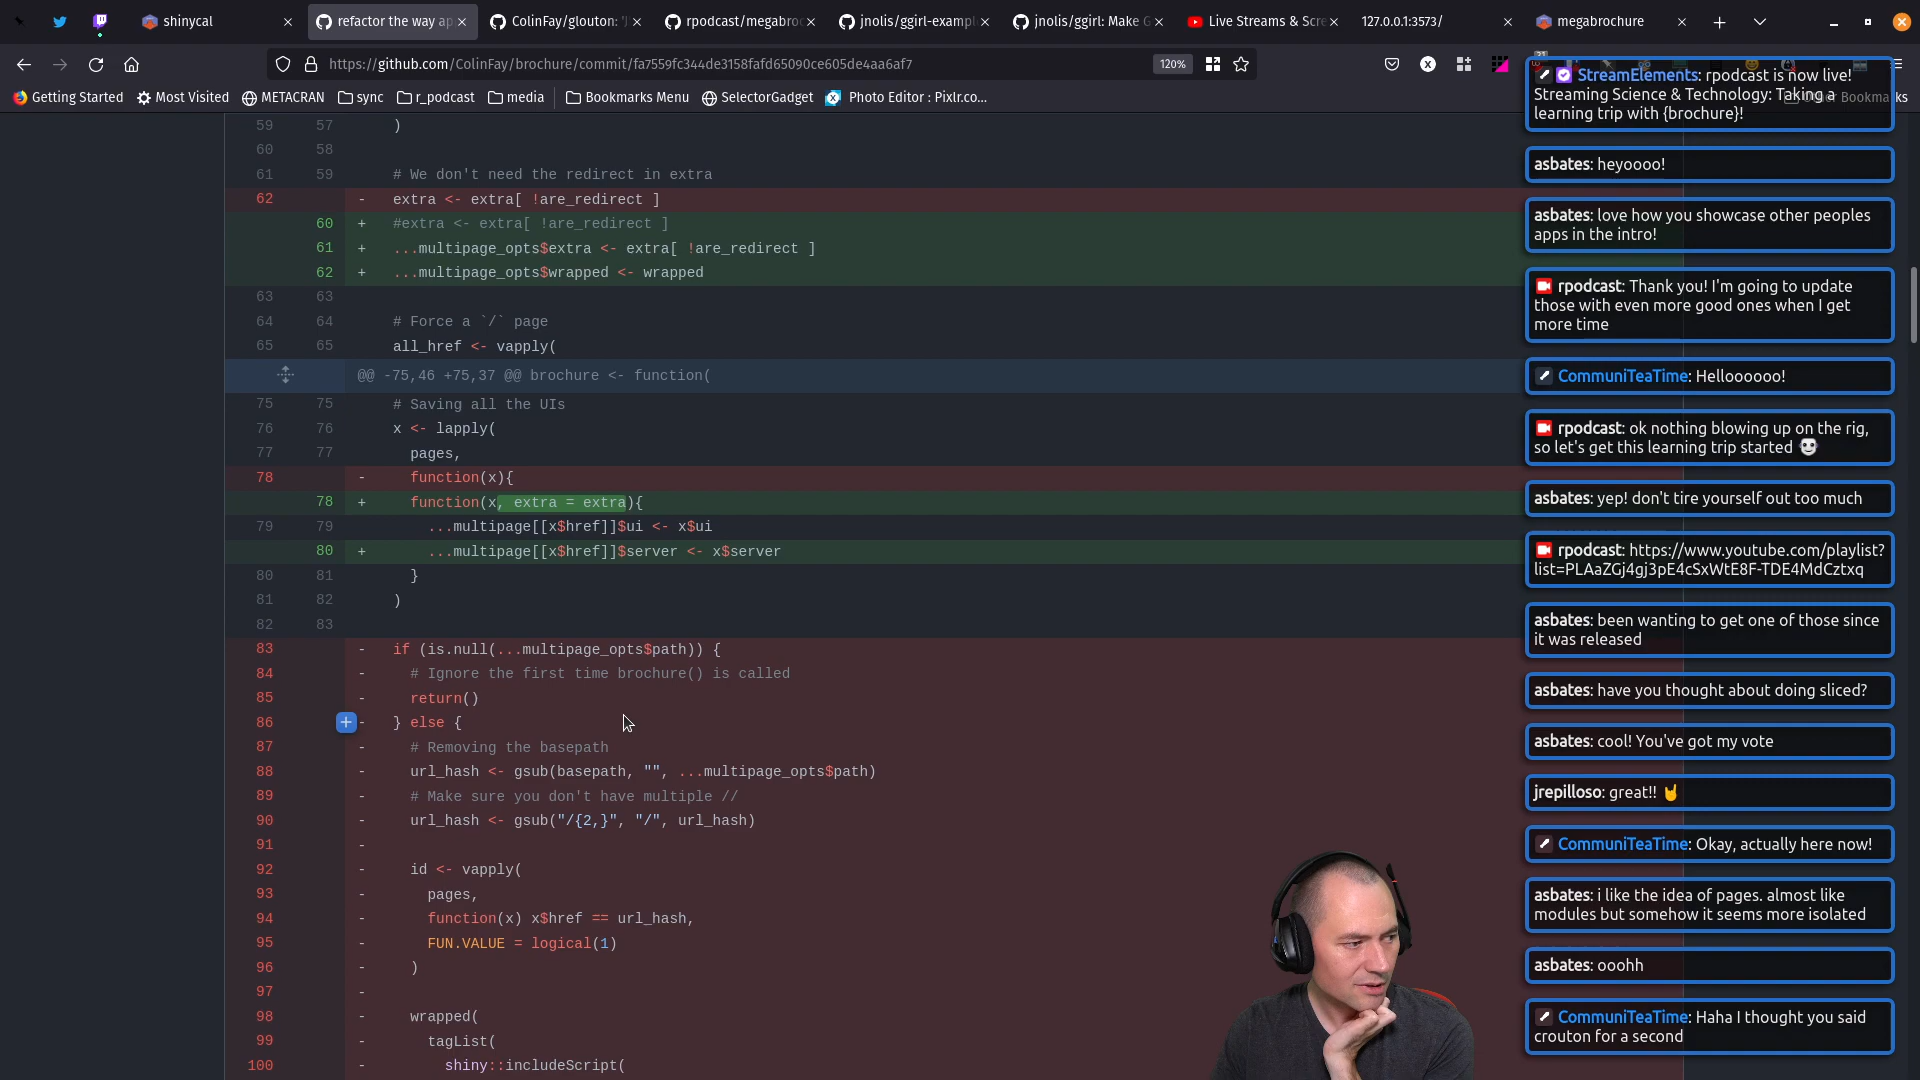 shinycal
refactor the way ap
ColinFay/glouton: '
rpodcast/megabroc
jnolis/ggirl-exampl
jnolis/ggirl: Make G
Live Streams & Scre
127.0.0.1:3573/
megabrochure
https://github.com/ColinFay/brochure/commit/fa7559fc344de3158fafd65090ce605de4aa6af7
120%
Getting Started
Most Visited
METACRAN
sync
r_podcast
media
Bookmarks Menu
SelectorGadget
Photo Editor : Pixlr.co...
Other Bookmarks
59 57 )
60 58
61 59 # We don't need the redirect in extra
62 - extra <- extra[ !are_redirect ]
60 + #extra <- extra[ !are_redirect ]
61 + ...multipage_opts$extra <- extra[ !are_redirect ]
62 + ...multipage_opts$wrapped <- wrapped
63 63
64 64 # Force a `/` page
65 65 all_href <- vapply(
@@ -75,46 +75,37 @@ brochure <- function(
75 75 # Saving all the UIs
76 76 x <- lapply(
77 77 pages,
78 - function(x){
78 + function(x, extra = extra){
79 79 ...multipage[[x$href]]$ui <- x$ui
80 + ...multipage[[x$href]]$server <- x$server
80 81 }
81 82 )
82 83
83 - if (is.null(...multipage_opts$path)) {
84 - # Ignore the first time brochure() is called
85 - return()
86 - } else {
87 - # Removing the basepath
88 - url_hash <- gsub(basepath, "", ...multipage_opts$path)
89 - # Make sure you don't have multiple //
90 - url_hash <- gsub("/{2,}", "/", url_hash)
91 -
92 - id <- vapply(
93 - pages,
94 - function(x) x$href == url_hash,
95 - FUN.VALUE = logical(1)
96 - )
97 -
98 - wrapped(
99 - tagList(
100 - shiny::includeScript(
StreamElements: rpodcast is now live!
Streaming Science & Technology: Taking a
learning trip with {brochure}!
asbates: heyoooo!
asbates: love how you showcase other peoples
apps in the intro!
rpodcast: Thank you! I'm going to update
those with even more good ones when I get
more time
CommuniTeaTime: Helloooooo!
rpodcast: ok nothing blowing up on the rig,
so let's get this learning trip started
asbates: yep! don't tire yourself out too much
rpodcast: https://www.youtube.com/playlist?
list=PLAaZGj4gj3pE4cSxWtE8F-TDE4MdCztxq
asbates: been wanting to get one of those since
it was released
asbates: have you thought about doing sliced?
asbates: cool! You've got my vote
jrepilloso: great!! 🤘
CommuniTeaTime: Okay, actually here now!
asbates: i like the idea of pages. almost like
modules but somehow it seems more isolated
asbates: ooohh
CommuniTeaTime: Haha I thought you said
crouton for a second